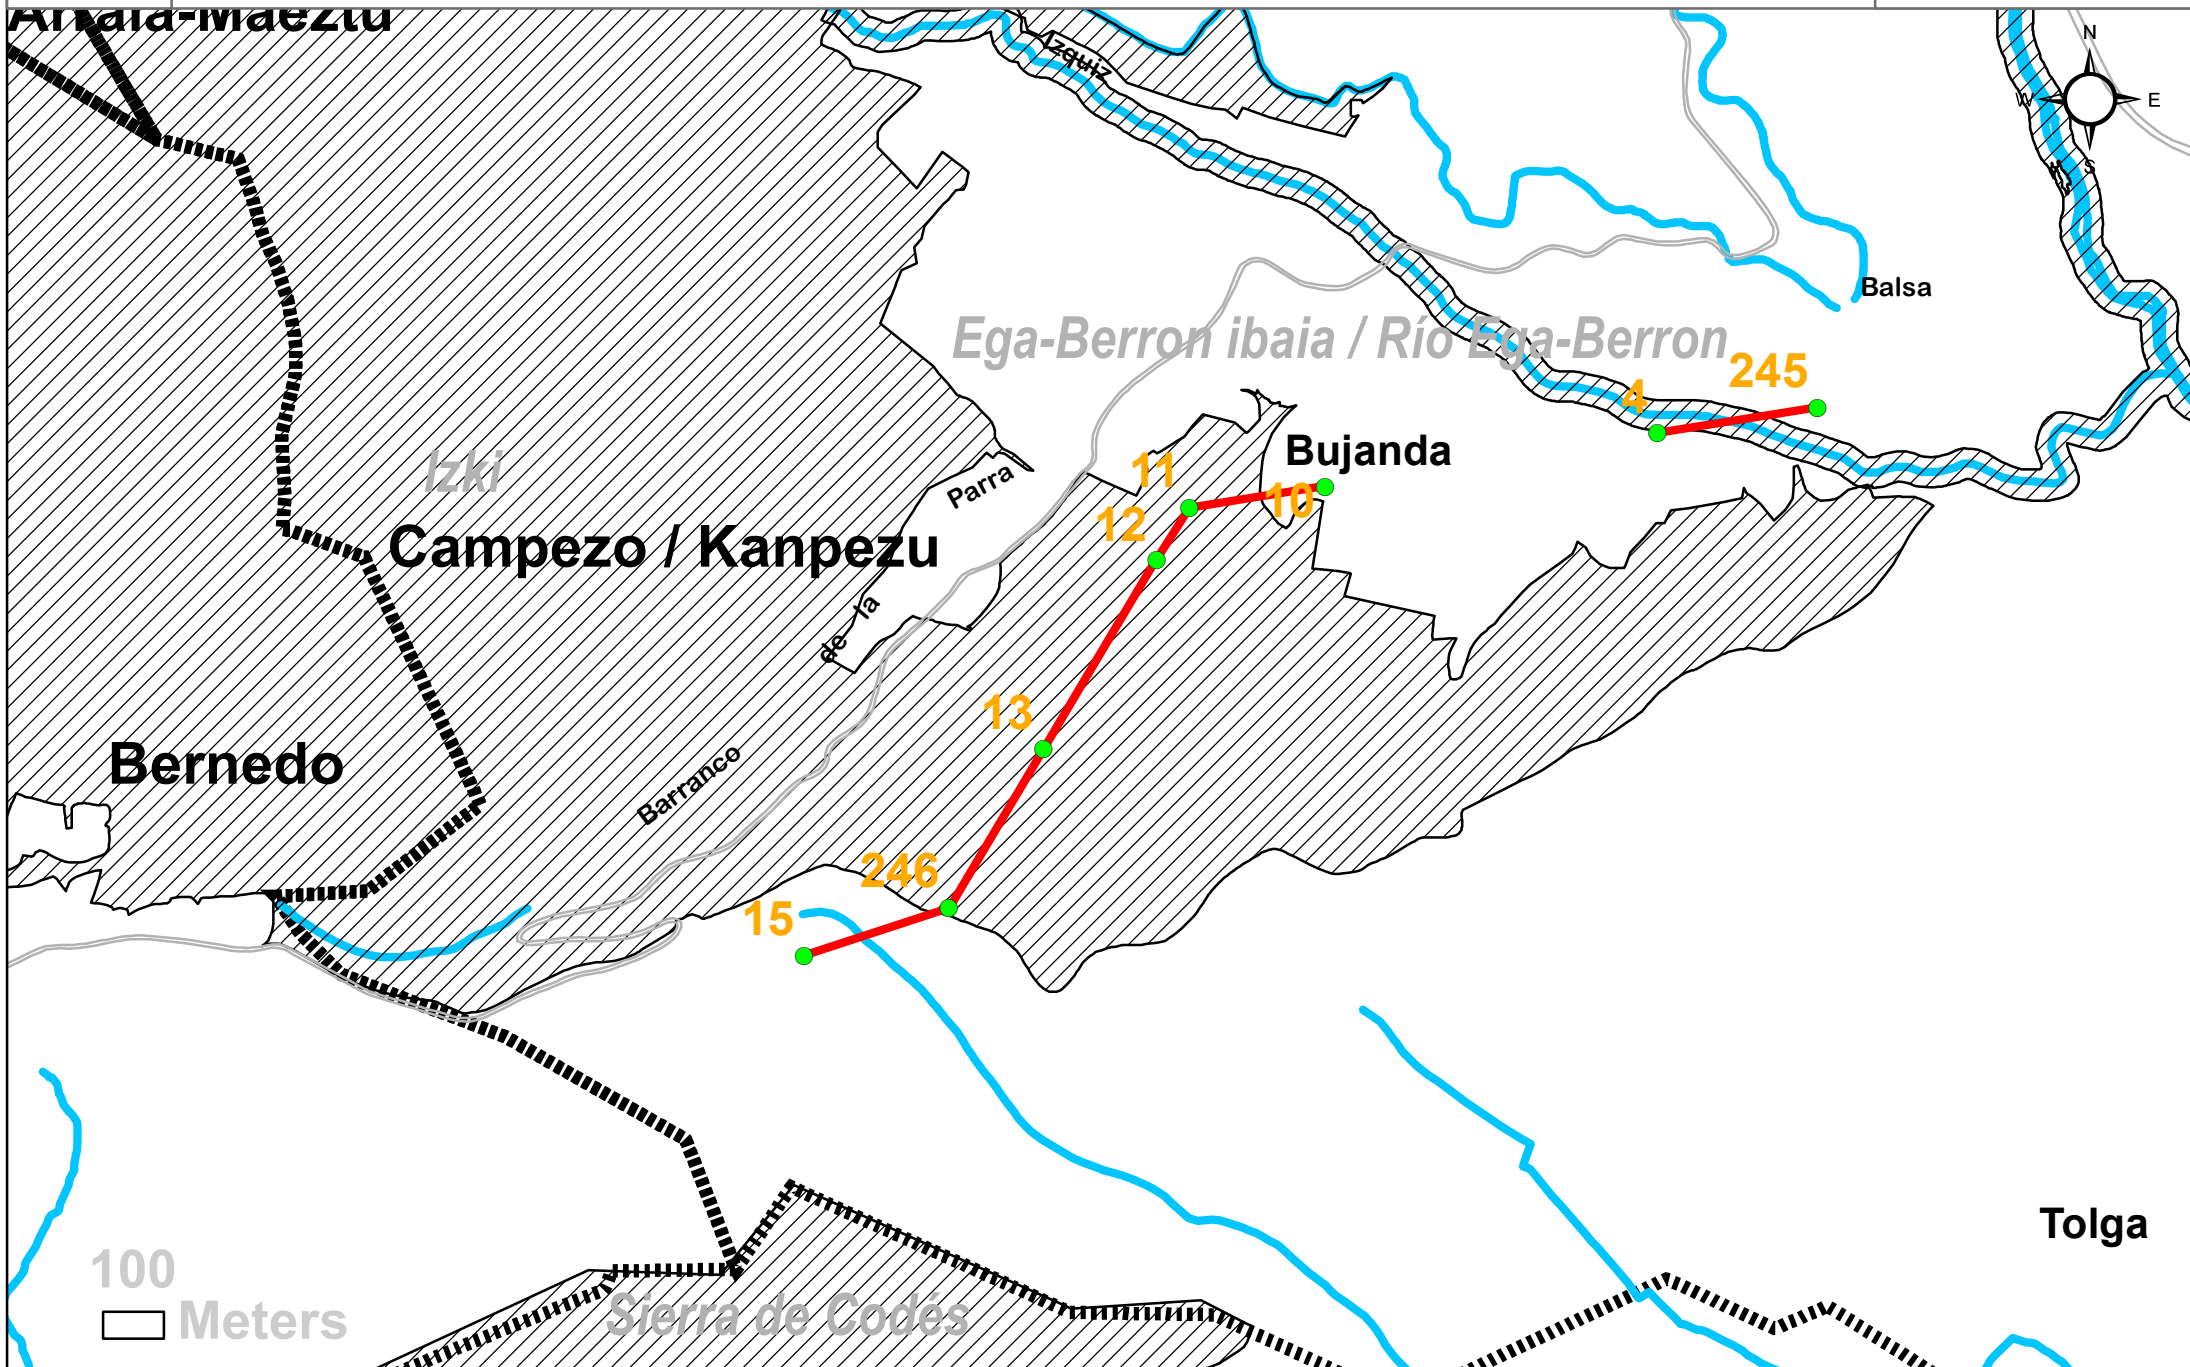 Arraia-Maeztu
Izquiz
N
W
E
S
Balsa
Ega-Berron ibaia / Río Ega-Berron
245
4
Bujanda
11
10
12
Izki
Parra
Campezo / Kanpezu
la
de
13
Barranco
Bernedo
246
15
Tolga
100
Meters
Sierra de Codés